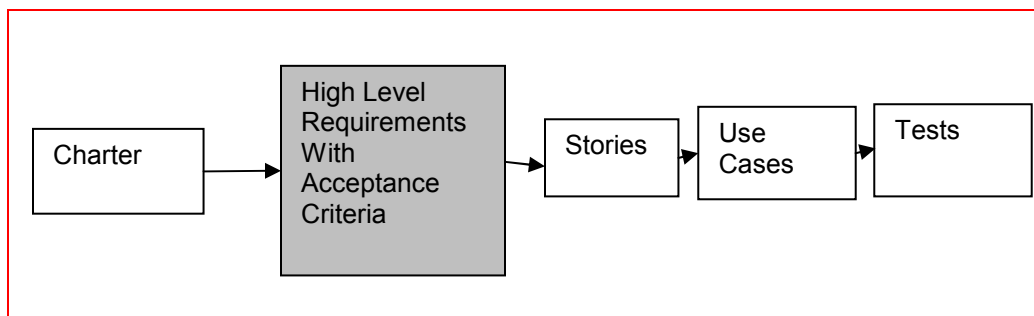 Charter
High Level
Requirements
With
Acceptance
Criteria
Stories
Use
Cases
Tests